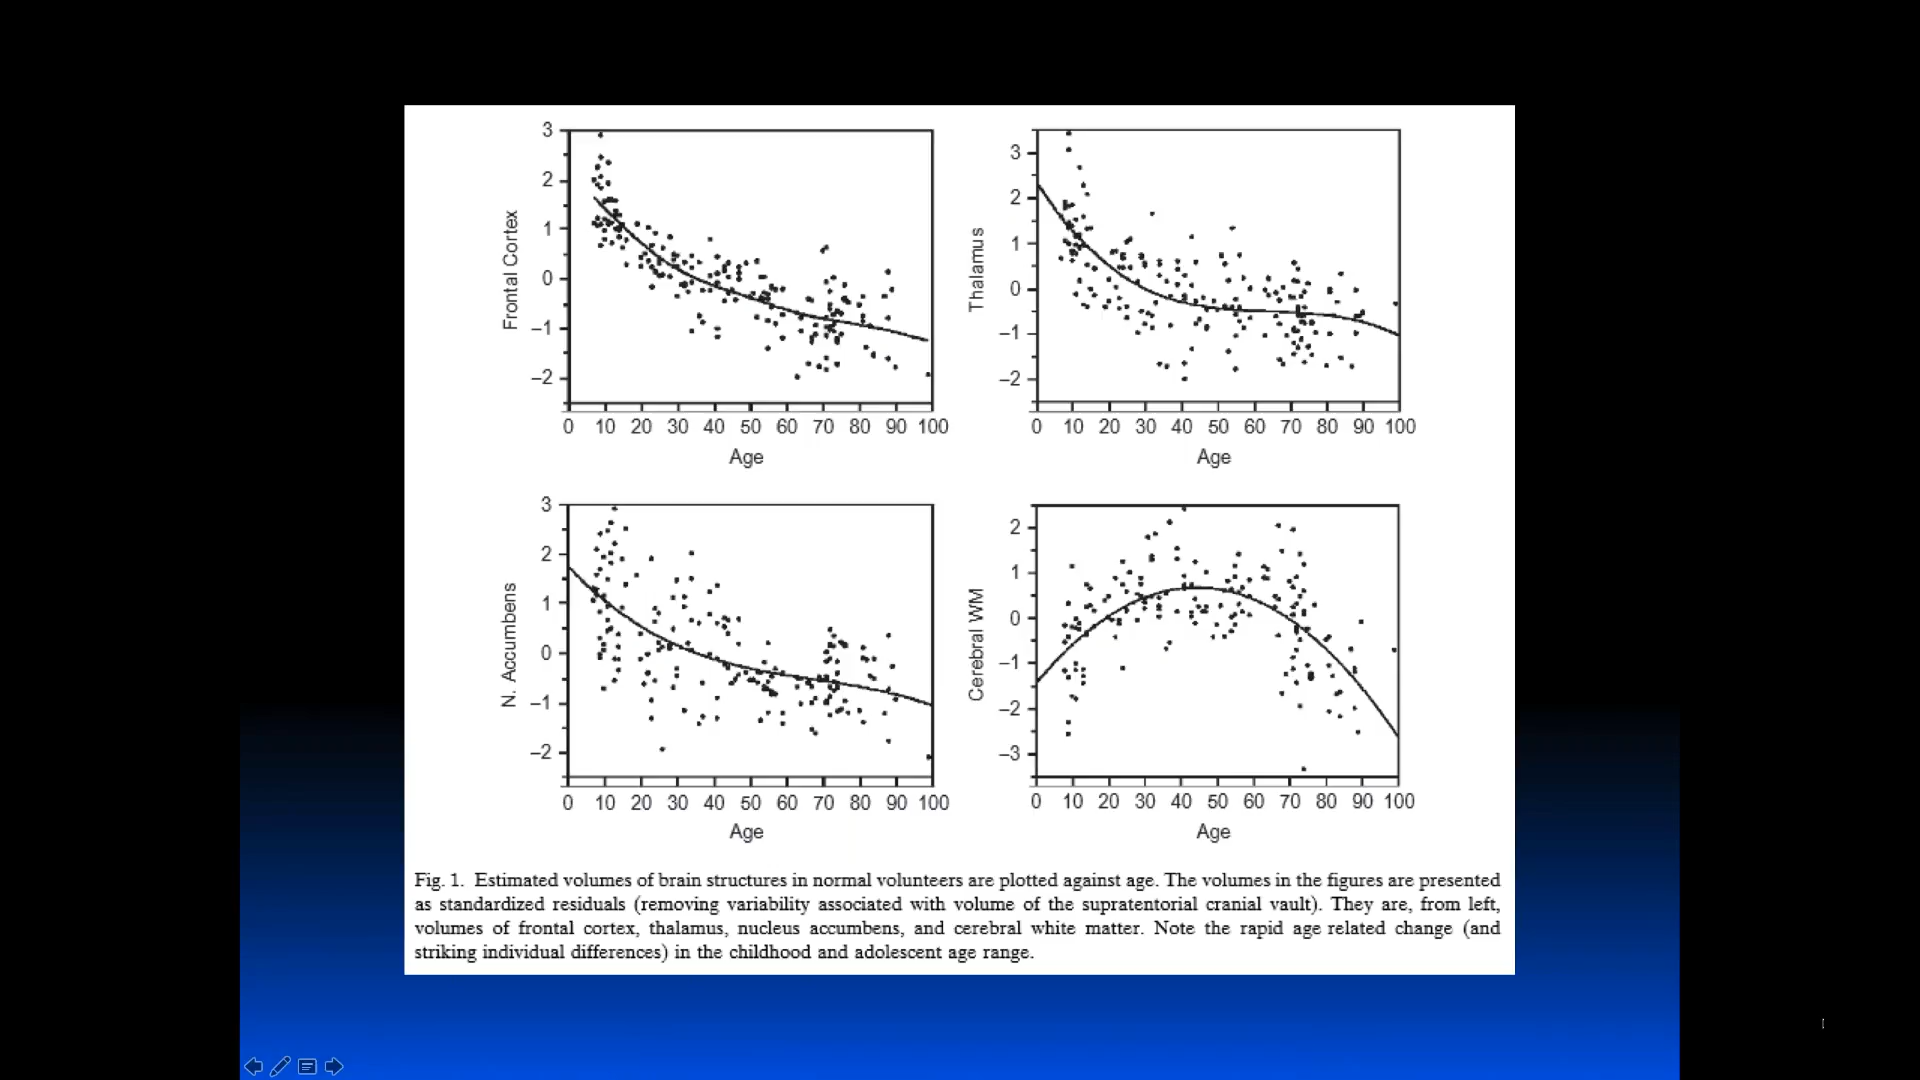 3
2
1
0
–1
–2
Frontal Cortex
0 10 20 30 40 50 60 70 80 90 100
Age
3
2
1
0
–1
–2
Thalamus
0 10 20 30 40 50 60 70 80 90 100
Age
3
2
1
0
–1
–2
N. Accumbens
0 10 20 30 40 50 60 70 80 90 100
Age
2
1
0
–1
–2
–3
Cerebral WM
0 10 20 30 40 50 60 70 80 90 100
Age
Fig. 1. Estimated volumes of brain structures in normal volunteers are plotted against age. The volumes in the figures are presented
as standardized residuals (removing variability associated with volume of the supratentorial cranial vault). They are, from left,
volumes of frontal cortex, thalamus, nucleus accumbens, and cerebral white matter. Note the rapid age related change (and
striking individual differences) in the childhood and adolescent age range.